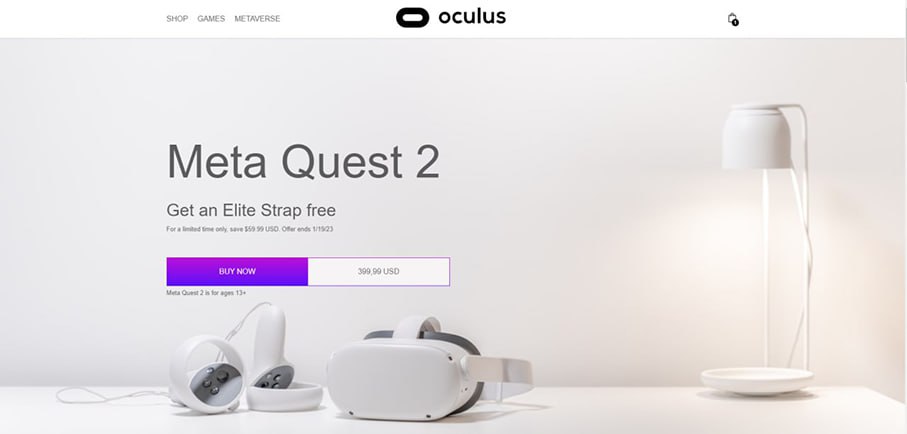 SHOP GAMES METAVERSE
oculus
1
Meta Quest 2
Get an Elite Strap free
For a limited time only, save $59.99 USD. Offer ends 1/19/23
BUY NOW
399,99 USD
Meta Quest 2 is for ages 13+